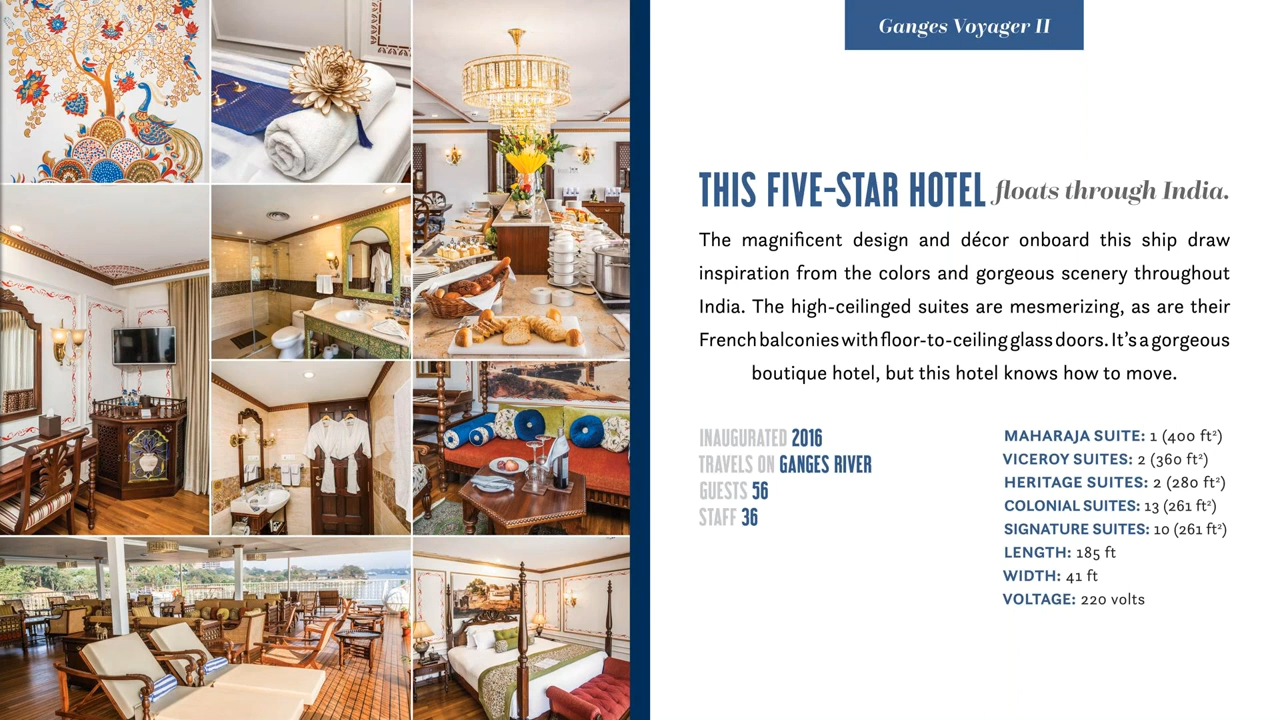 Ganges Voyager II
THIS FIVE-STAR HOTEL floats through India.
The magnificent design and décor onboard this ship draw
inspiration from the colors and gorgeous scenery throughout
India. The high-ceilinged suites are mesmerizing, as are their
French balconies with floor-to-ceiling glass doors. It's a gorgeous
boutique hotel, but this hotel knows how to move.
INAUGURATED 2016
TRAVELS ON GANGES RIVER
GUESTS 56
STAFF 36
MAHARAJA SUITE: 1 (400 ft²)
VICEROY SUITES: 2 (360 ft²)
HERITAGE SUITES: 2 (280 ft²)
COLONIAL SUITES: 13 (261 ft²)
SIGNATURE SUITES: 10 (261 ft²)
LENGTH: 185 ft
WIDTH: 41 ft
VOLTAGE: 220 volts